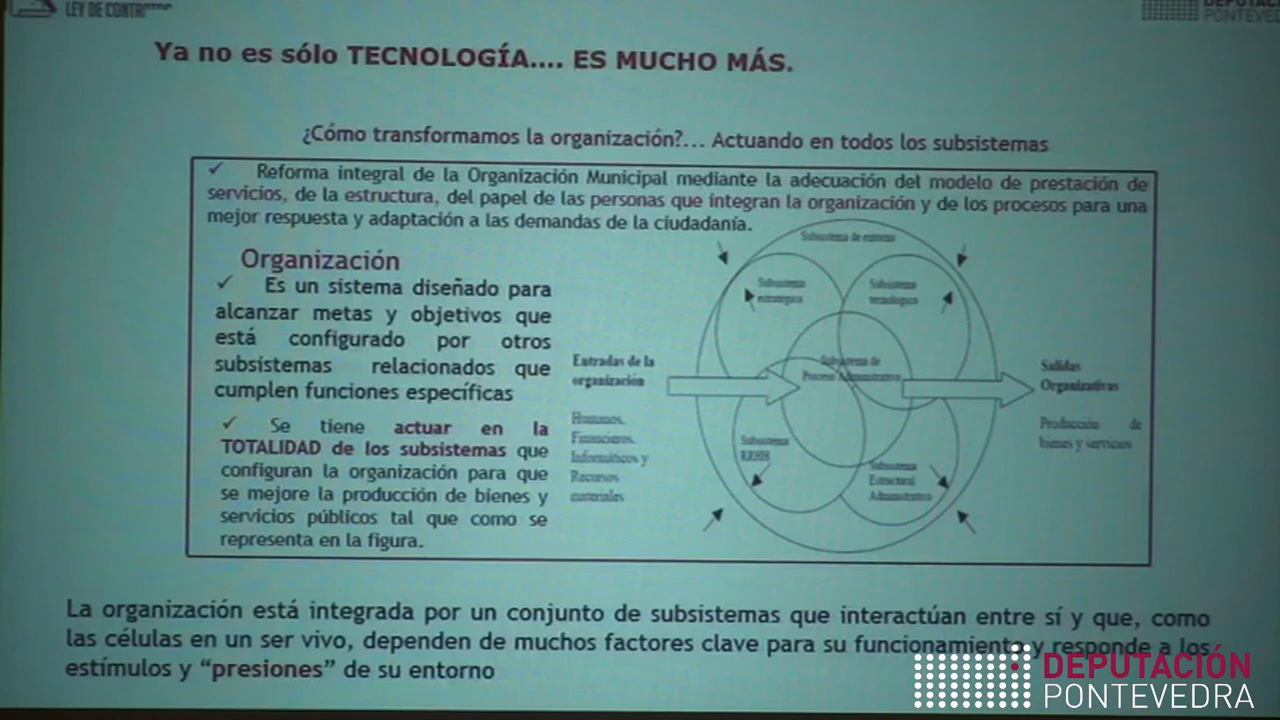 LEY DE CONTRATOS
DEPUTACIÓN
PONTEVEDRA
Ya no es sólo TECNOLOGÍA.... ES MUCHO MÁS.
¿Cómo transformamos la organización?... Actuando en todos los subsistemas
✓ Reforma integral de la Organización Municipal mediante la adecuación del modelo de prestación de
servicios, de la estructura, del papel de las personas que integran la organización y de los procesos para una
mejor respuesta y adaptación a las demandas de la ciudadanía.
Organización
✓ Es un sistema diseñado para
alcanzar metas y objetivos que
está configurado por otros
subsistemas relacionados que
cumplen funciones específicas
✓ Se tiene actuar en la
TOTALIDAD de los subsistemas que
configuran la organización para que
se mejore la producción de bienes y
servicios públicos tal que como se
representa en la figura.
Entradas de la
organización
Humanos,
Financieros,
Informáticos y
Recursos
materiales
Subsistema de
Subsistema
estratégico
Subsistema
tecnológico
Subsistema de
Proceso Administrativo
Subsistema
RRHH
Subsistema
Estructural
Administrativo
Salidas
Organizativas
Producción de
bienes y servicios
La organización está integrada por un conjunto de subsistemas que interactúan entre sí y que, como
las células en un ser vivo, dependen de muchos factores clave para su funcionamiento y responde a los
estímulos y “presiones” de su entorno
DEPUTACIÓN
PONTEVEDRA